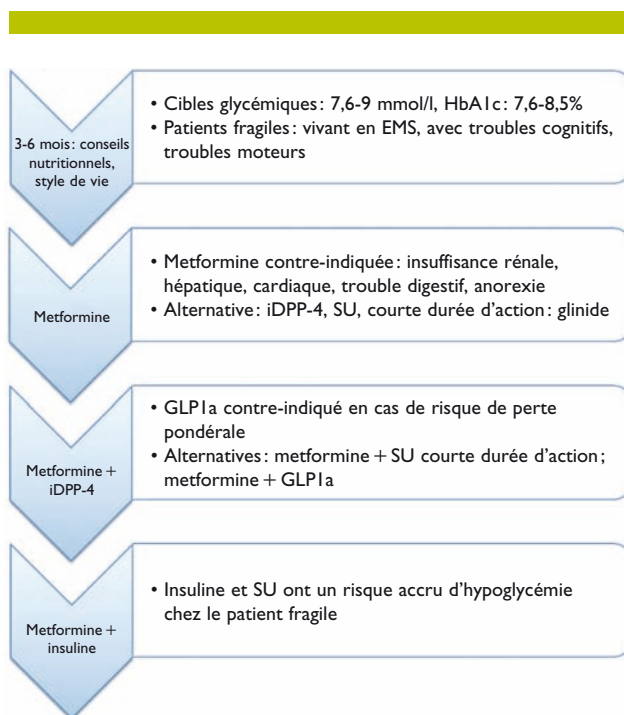 3-6 mois: conseils
nutritionnels,
style de vie
• Cibles glycémiques: 7,6-9 mmol/l, HbA1c: 7,6-8,5%
• Patients fragiles: vivant en EMS, avec troubles cognitifs,
troubles moteurs
Metformine
• Metformine contre-indiquée: insuffisance rénale,
hépatique, cardiaque, trouble digestif, anorexie
• Alternative: iDPP-4, SU, courte durée d'action: glinide
Metformine +
iDPP-4
• GLP1a contre-indiqué en cas de risque de perte
pondérale
• Alternatives: metformine + SU courte durée d'action;
metformine + GLP1a
Metformine +
insuline
• Insuline et SU ont un risque accru d'hypoglycémie
chez le patient fragile